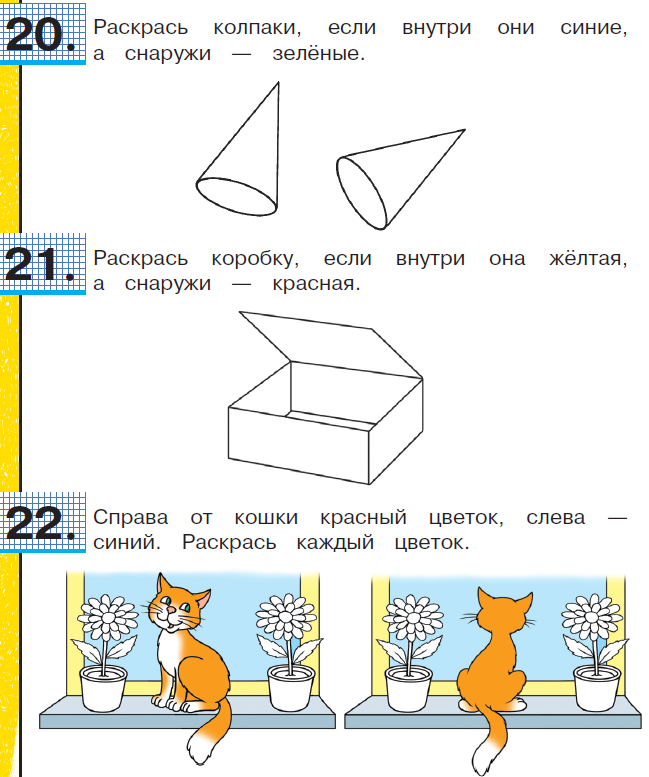 20. Раскрась колпаки, если внутри они синие,
а снаружи — зелёные.
21. Раскрась коробку, если внутри она жёлтая,
а снаружи — красная.
22. Справа от кошки красный цветок, слева —
синий. Раскрась каждый цветок.